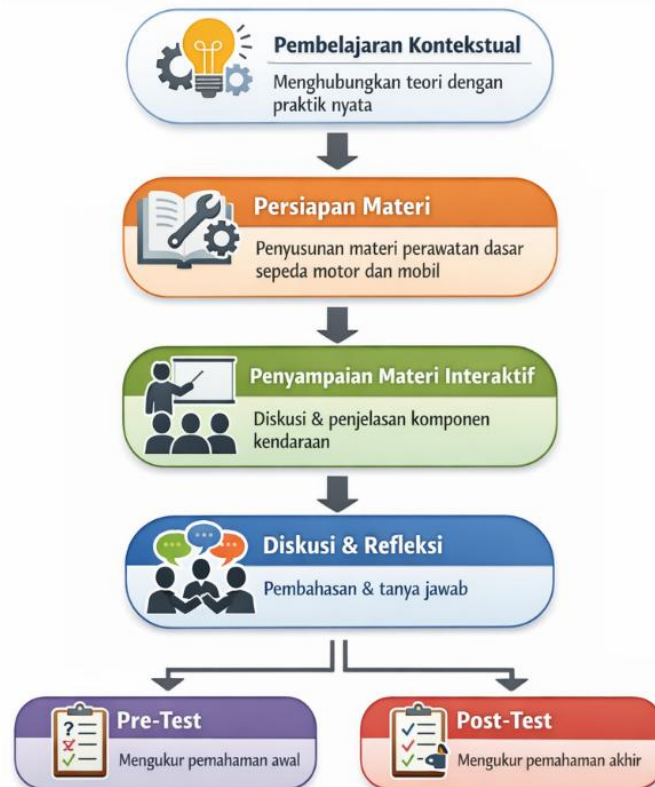 Pembelajaran Kontekstual
Menghubungkan teori dengan
praktik nyata
Persiapan Materi
Penyusunan materi perawatan dasar
sepeda motor dan mobil
Penyampaian Materi Interaktif
Diskusi & penjelasan komponen
kendaraan
Diskusi & Refleksi
Pembahasan & tanya jawab
Pre-Test
Mengukur pemahaman awal
Post-Test
Mengukur pemahaman akhir